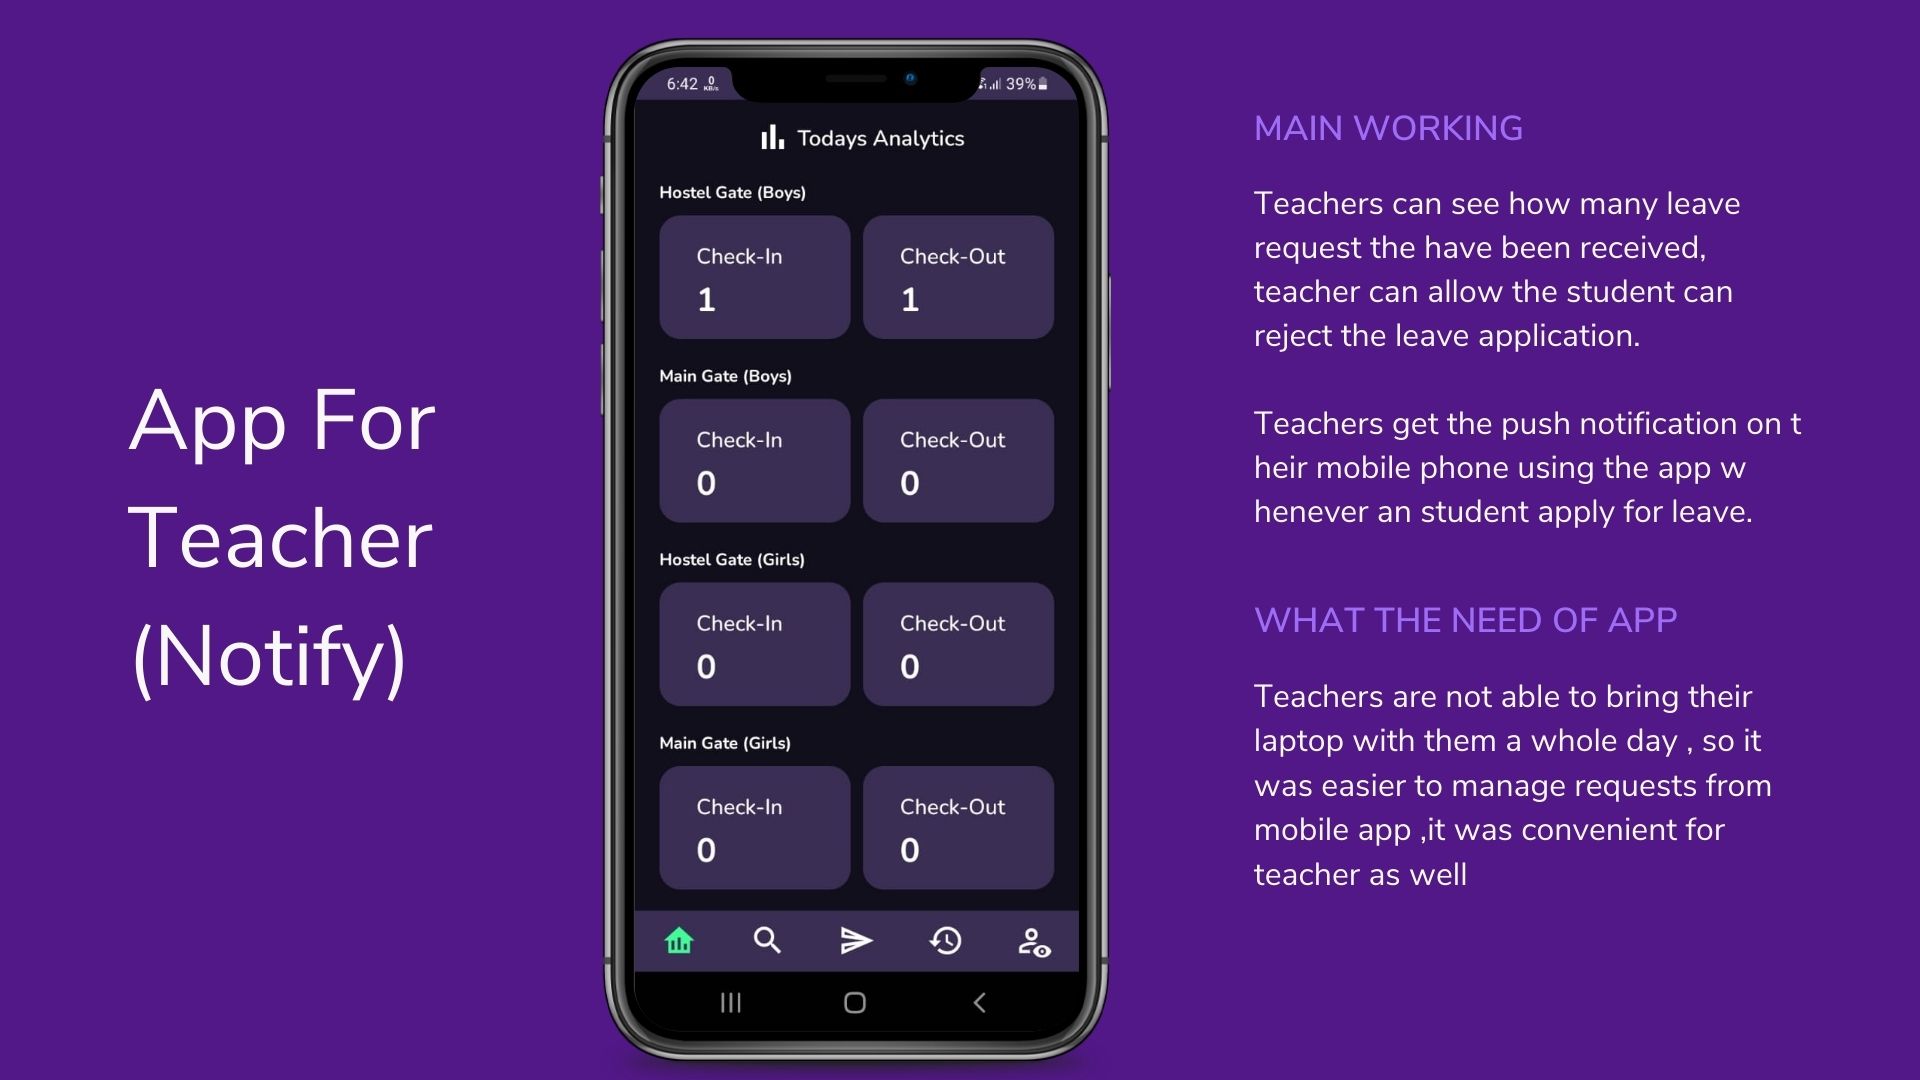 App For
Teacher
(Notify)
6:42 0 KB/s
39%
Todays Analytics
Hostel Gate (Boys)
Check-In Check-Out
1 1
Main Gate (Boys)
Check-In Check-Out
0 0
Hostel Gate (Girls)
Check-In Check-Out
0 0
Main Gate (Girls)
Check-In Check-Out
0 0
MAIN WORKING
Teachers can see how many leave
request the have been received,
teacher can allow the student can
reject the leave application.
Teachers get the push notification on t
heir mobile phone using the app w
henever an student apply for leave.
WHAT THE NEED OF APP
Teachers are not able to bring their
laptop with them a whole day , so it
was easier to manage requests from
mobile app ,it was convenient for
teacher as well